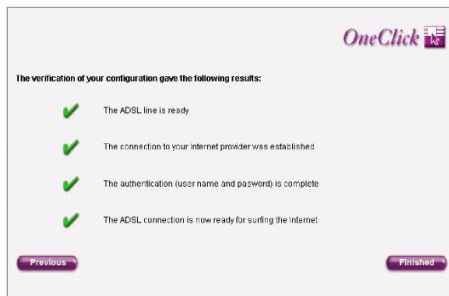 OneClick
The verification of your configuration gave the following results:
The ADSL line is ready
The connection to your Internet provider was established
The authentication (user name and pasword) is complete
The ADSL connection is now ready for surfing the Internet
Previous
Finished